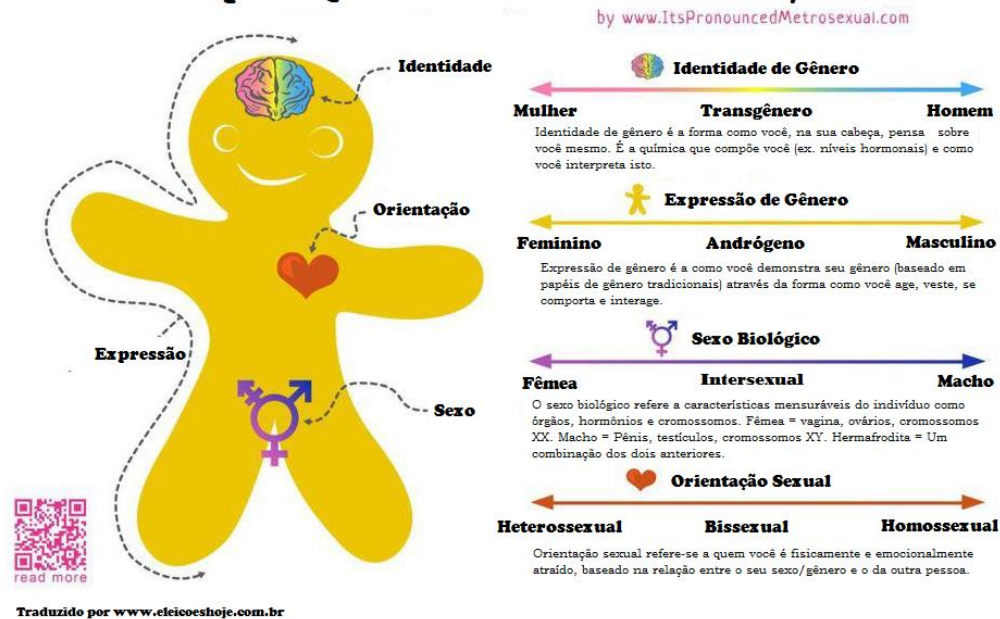 by www.ItsPronouncedMetrosexual.com
Identidade
Orientação
Expressão
Sexo
Identidade de Gênero
Mulher Transgênero Homem
Identidade de gênero é a forma como você, na sua cabeça, pensa sobre
você mesmo. É a química que compõe você (ex. níveis hormonais) e como
você interpreta isto.
Expressão de Gênero
Feminino Andrógeno Masculino
Expressão de gênero é a como você demonstra seu gênero (baseado em
papéis de gênero tradicionais) através da forma como você age, veste, se
comporta e interage.
Sexo Biológico
Fêmea Intersexual Macho
O sexo biológico refere a características mensuráveis do indivíduo como
órgãos, hormônios e cromossomos. Fêmea = vagina, ovários, cromossomos
XX. Macho = Pênis, testículos, cromossomos XY. Hermafrodita = Um
combinação dos dois anteriores.
Orientação Sexual
Heterossexual Bissexual Homossexual
Orientação sexual refere-se a quem você é fisicamente e emocionalmente
atraído, baseado na relação entre o seu sexo/gênero e o da outra pessoa.
read more
Traduzido por www.eleicoeshoje.com.br